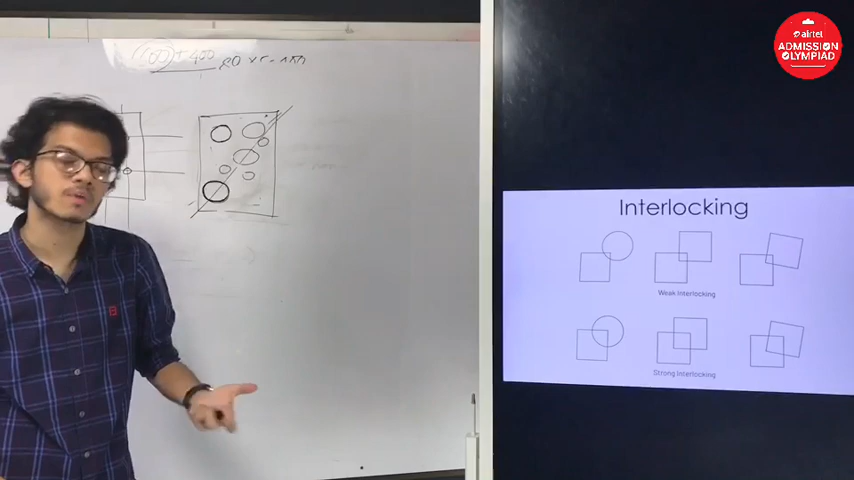 airtel
ADMISSION
OLYMPIAD
Interlocking
Weak Interlocking
Strong Interlocking